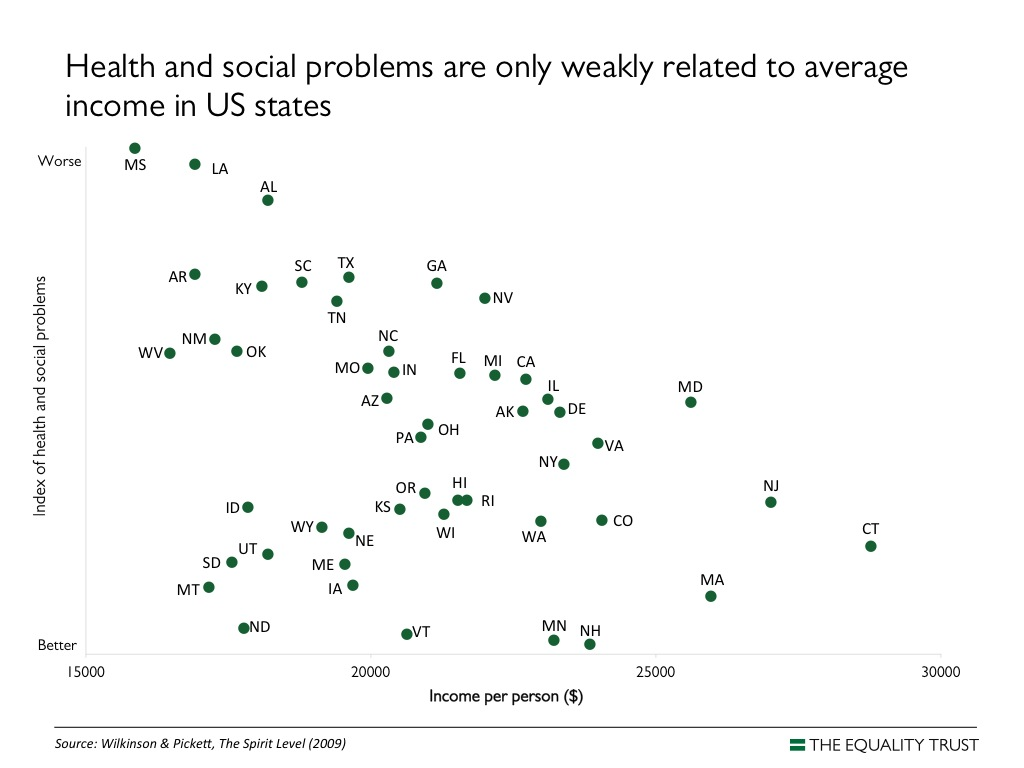 Health and social problems are only weakly related to average
income in US states
Worse
MS
LA
AL
AR
KY
SC
TX
TN
GA
NV
NM
WV
OK
NC
MO
IN
FL
MI
CA
AZ
IL
AK
DE
MD
OH
PA
VA
NY
ID
OR
KS
HI
RI
WI
NJ
WY
NE
WA
CO
CT
UT
SD
ME
MT
IA
MA
ND
VT
MN
NH
Better
Index of health and social problems
15000
20000
25000
30000
Income per person ($)
Source: Wilkinson & Pickett, The Spirit Level (2009)
THE EQUALITY TRUST